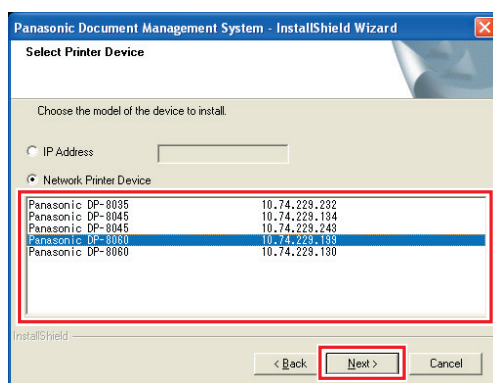 Panasonic Document Management System - InstallShield Wizard
Select Printer Device
Choose the model of the device to install.
IP Address
Network Printer Device
Panasonic DP-8035 10.74.229.232
Panasonic DP-8045 10.74.229.134
Panasonic DP-8045 10.74.229.243
Panasonic DP-8060 10.74.229.199
Panasonic DP-8060 10.74.229.130
InstallShield
< Back Next > Cancel